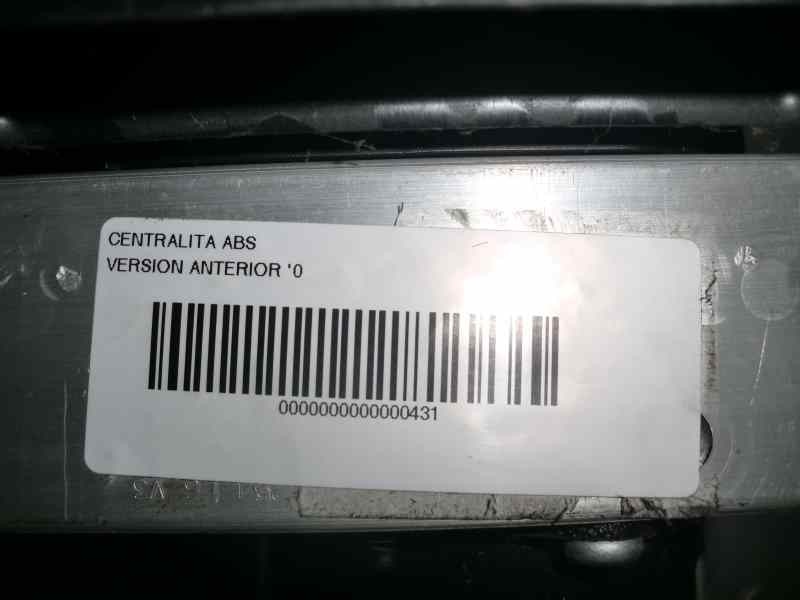 CENTRALITA ABS
VERSION ANTERIOR '0
0000000000000431